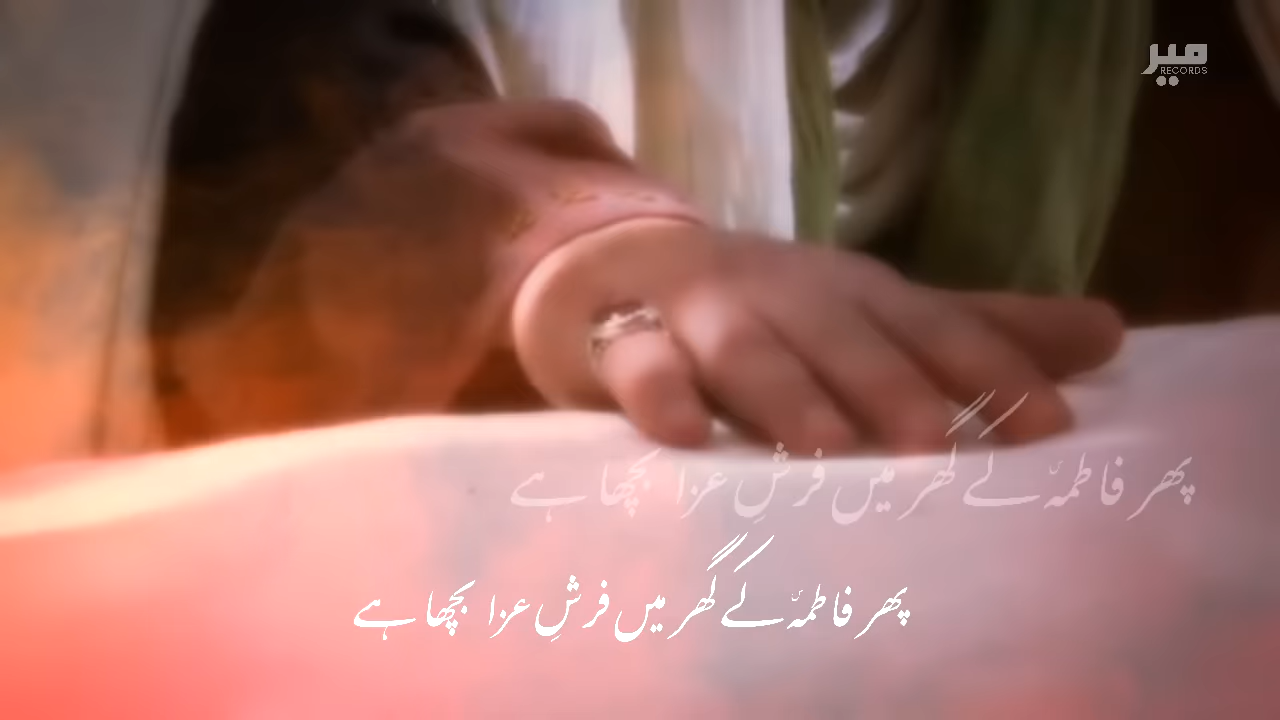 میر
RECORDS
پھر فاطمہؑ کے گھر میں فرشِ عزا بچھا ہے
پھر فاطمہؑ کے گھر میں فرشِ عزا بچھا ہے